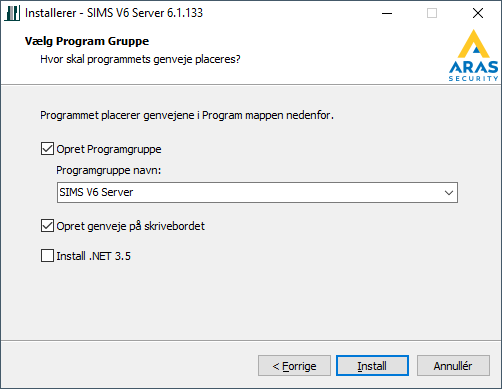 Installerer - SIMS V6 Server 6.1.133
Vælg Program Gruppe
Hvor skal programmets genveje placeres?
ARAS
SECURITY
Programmet placerer genvejene i Program mappen nedenfor.
Opret Programgruppe
Programgruppe navn:
SIMS V6 Server
Opret genveje på skrivebordet
Install .NET 3.5
< Forrige
Install
Annullér